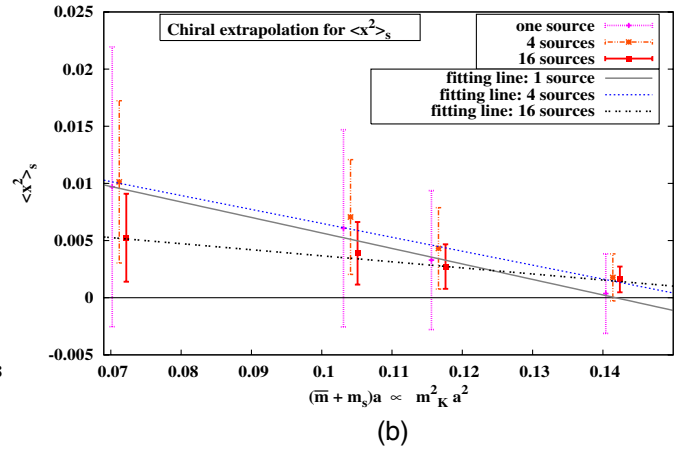 Chiral extrapolation for <x²>ₛ
one source
4 sources
16 sources
fitting line: 1 source
fitting line: 4 sources
fitting line: 16 sources
0.025
0.02
0.015
0.01
0.005
0
-0.005
<x²>ₛ
0.07 0.08 0.09 0.1 0.11 0.12 0.13 0.14
s
(m̅ + mₛ)a ∝ m²_K a²
(b)